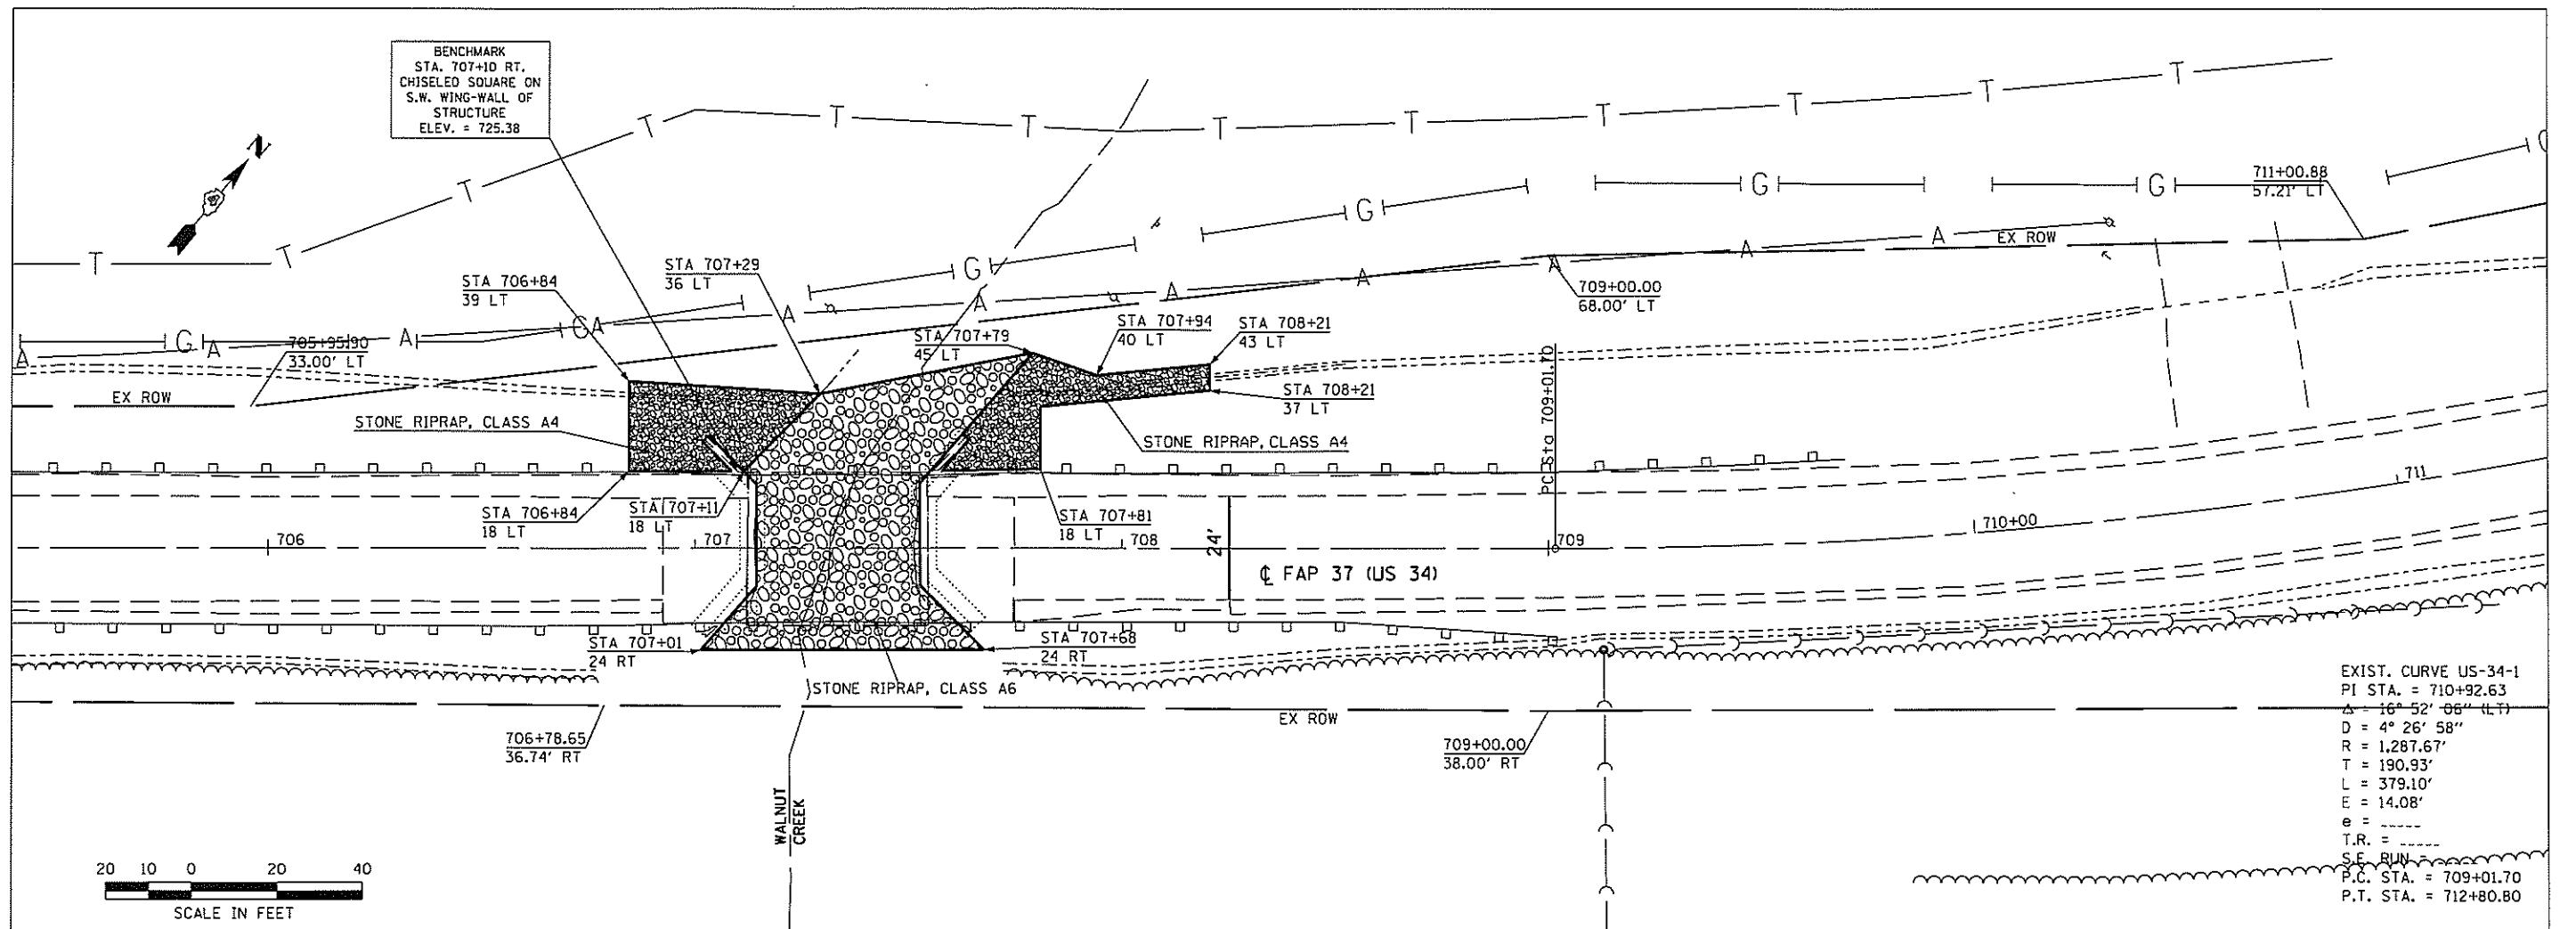 BENCHMARK
STA. 707+10 RT.
CHISELED SQUARE ON
S.W. WING-WALL OF
STRUCTURE
ELEV. = 725.38
N
T T T T T T T T T T T
711+00.88
57.21' LT
G G G G
G GA
A A A A A A A A A
EX ROW
STA 706+84
39 LT
STA 707+29
36 LT
709+00.00
68.00' LT
STA 707+79
45 LT
STA 707+94
40 LT
STA 708+21
43 LT
705+95.90
33.00' LT
EX ROW
STA 708+21
37 LT
STONE RIPRAP, CLASS A4
STONE RIPRAP, CLASS A4
PC Sta 709+01.70
STA 706+84
18 LT
STA 707+11
18 LT
STA 707+81
18 LT
711
710+00
706
707
708
709
24'
℄ FAP 37 (US 34)
STA 707+01
24 RT
STA 707+68
24 RT
STONE RIPRAP, CLASS A6
EX ROW
706+78.65
36.74' RT
709+00.00
38.00' RT
WALNUT
CREEK
EXIST. CURVE US-34-1
PI STA. = 710+92.63
Δ = 16° 52' 06" (LT)
D = 4° 26' 58"
R = 1,287.67'
T = 190.93'
L = 379.10'
E = 14.08'
e = _____
T.R. = _____
S.E. RUN = _____
P.C. STA. = 709+01.70
P.T. STA. = 712+80.80
20 10 0 20 40
SCALE IN FEET